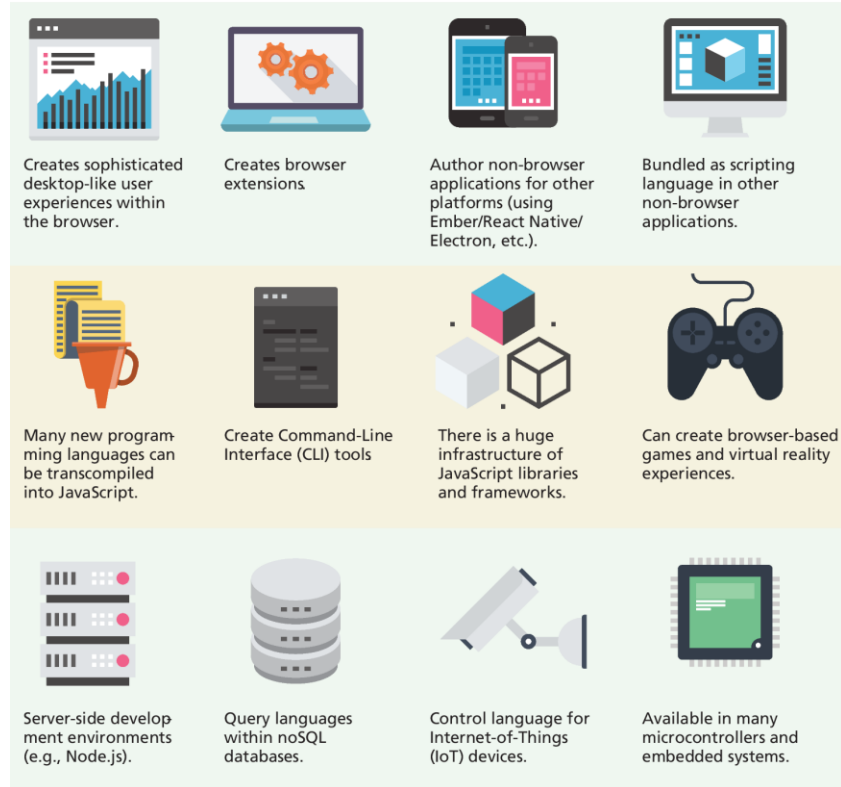 Creates sophisticated
desktop-like user
experiences within
the browser.
Creates browser
extensions.
Author non-browser
applications for other
platforms (using
Ember/React Native/
Electron, etc.).
Bundled as scripting
language in other
non-browser
applications.
Many new program-
ming languages can
be transcompiled
into JavaScript.
Create Command-Line
Interface (CLI) tools
There is a huge
infrastructure of
JavaScript libraries
and frameworks.
Can create browser-based
games and virtual reality
experiences.
Server-side develop-
ment environments
(e.g., Node.js).
Query languages
within noSQL
databases.
Control language for
Internet-of-Things
(IoT) devices.
Available in many
microcontrollers and
embedded systems.